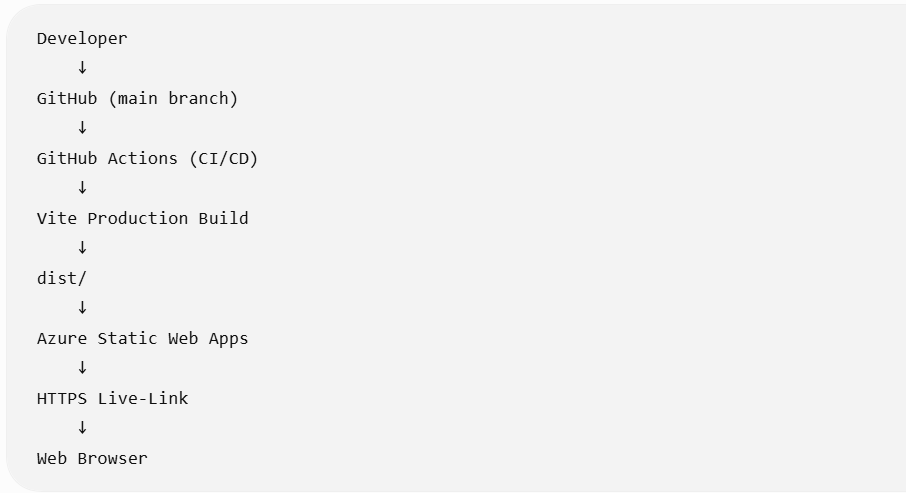 Developer
↓
GitHub (main branch)
↓
GitHub Actions (CI/CD)
↓
Vite Production Build
↓
dist/
↓
Azure Static Web Apps
↓
HTTPS Live-Link
↓
Web Browser